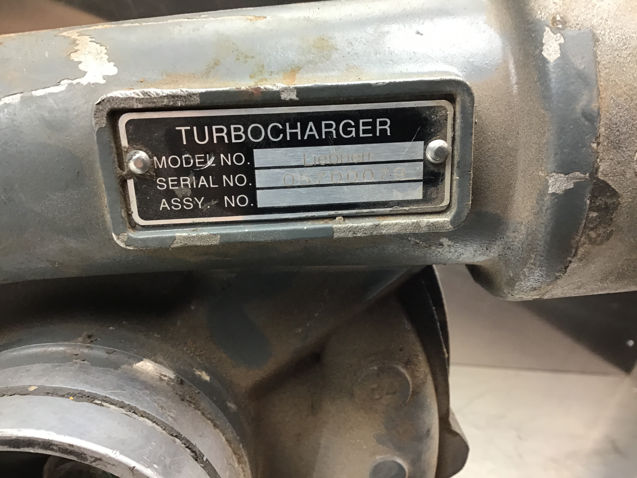 TURBOCHARGER
MODEL NO.
SERIAL NO.
ASSY. NO.